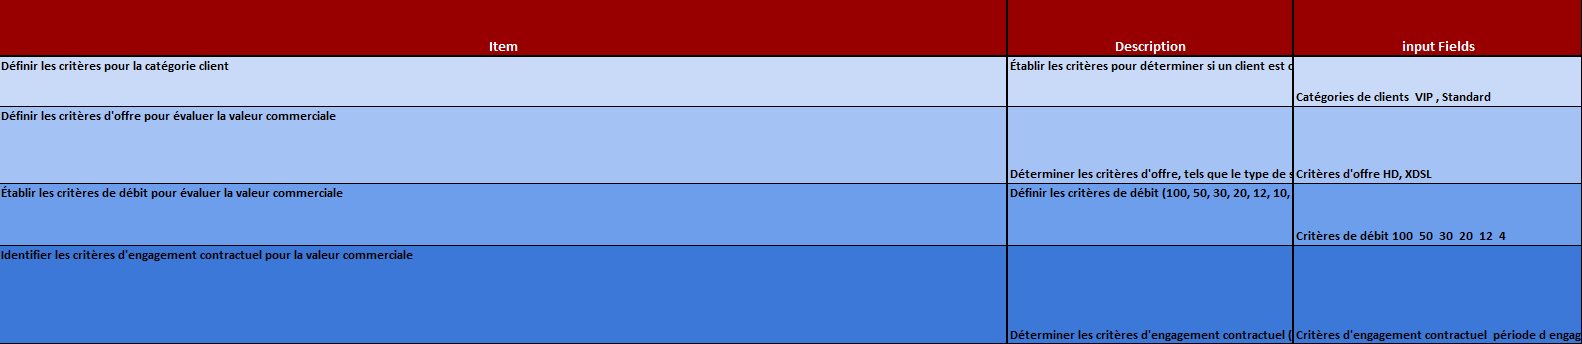 Item Description input Fields
Définir les critères pour la catégorie client Établir les critères pour déterminer si un client est
Catégories de clients VIP , Standard
Définir les critères d'offre pour évaluer la valeur commerciale
Déterminer les critères d'offre, tels que le type de Critères d'offre HD, XDSL
Établir les critères de débit pour évaluer la valeur commerciale Définir les critères de débit (100, 50, 30, 20, 12, 10,
Critères de débit 100 50 30 20 12 4
Identifier les critères d'engagement contractuel pour la valeur commerciale
Déterminer les critères d'engagement contractuel ( Critères d'engagement contractuel période d engag